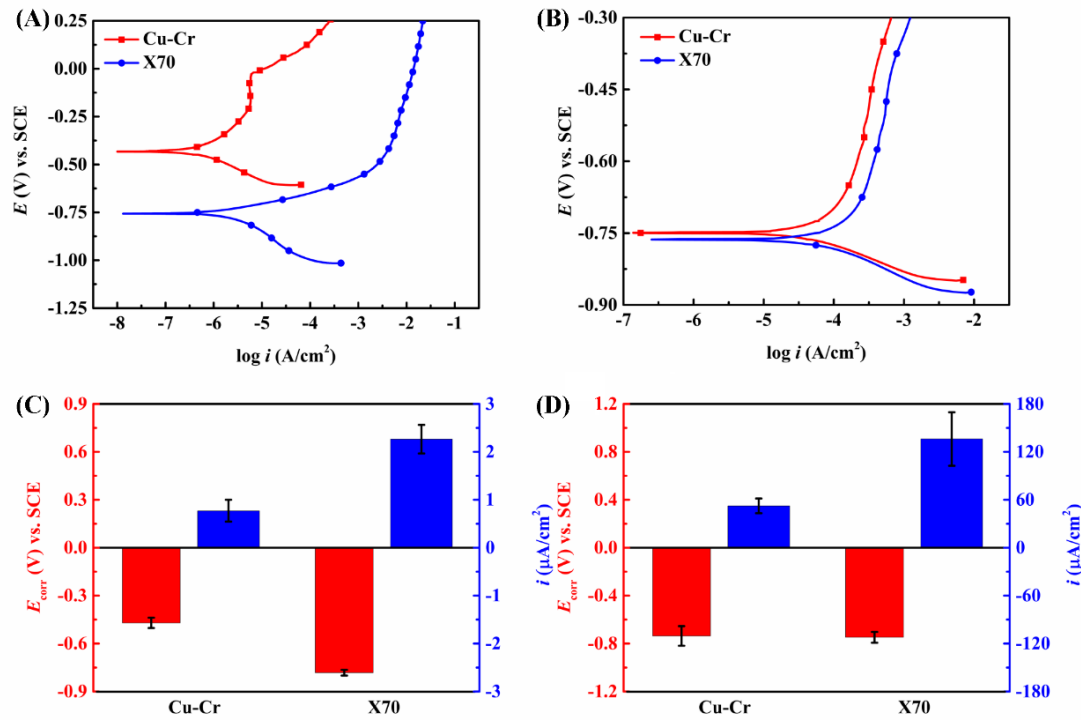 (A)
Cu-Cr
X70
0.25
0.00
-0.25
-0.50
-0.75
-1.00
-1.25
E (V) vs. SCE
-8 -7 -6 -5 -4 -3 -2 -1
log i (A/cm²)
(B)
Cu-Cr
X70
-0.30
-0.45
-0.60
-0.75
-0.90
E (V) vs. SCE
-7 -6 -5 -4 -3 -2
log i (A/cm²)
(C)
0.9
0.6
0.3
0.0
-0.3
-0.6
-0.9
Ecorr (V) vs. SCE
3
2
1
0
-1
-2
-3
i (μA/cm²)
Cu-Cr X70
(D)
1.2
0.8
0.4
0.0
-0.4
-0.8
-1.2
Ecorr (V) vs. SCE
180
120
60
0
-60
-120
-180
i (μA/cm²)
Cu-Cr X70